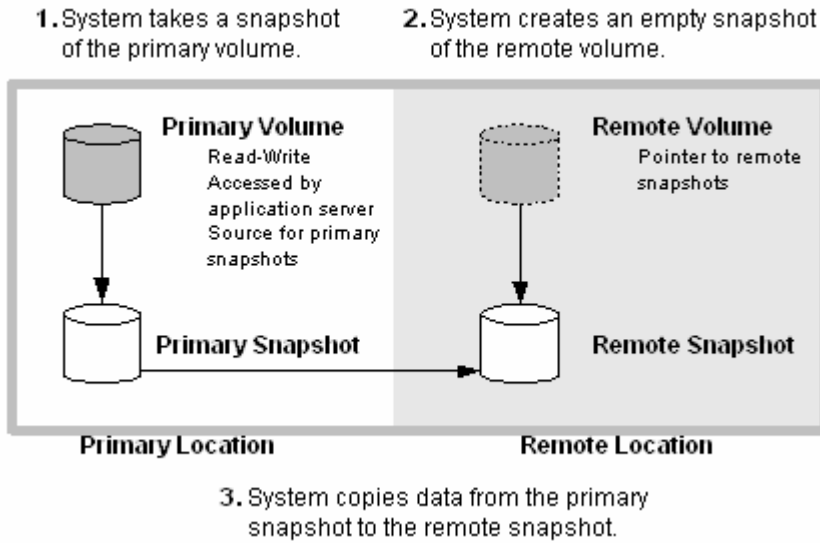 1. System takes a snapshot
of the primary volume.
2. System creates an empty snapshot
of the remote volume.
Primary Volume
Read-Write
Accessed by
application server
Source for primary
snapshots
Remote Volume
Pointer to remote
snapshots
Primary Snapshot
Remote Snapshot
Primary Location
Remote Location
3. System copies data from the primary
snapshot to the remote snapshot.